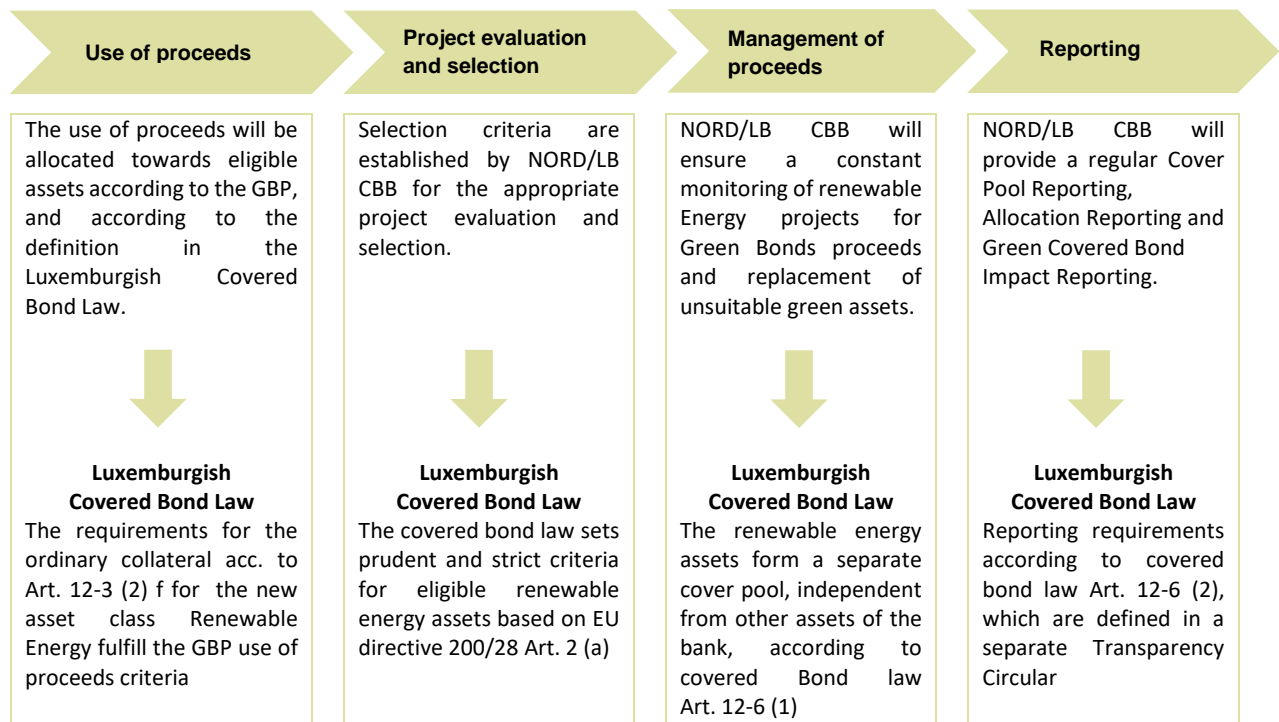 Use of proceeds
Project evaluation
and selection
Management of
proceeds
Reporting
The use of proceeds will be
allocated towards eligible
assets according to the GBP,
and according to the
definition in the
Luxemburgish Covered
Bond Law.
Luxemburgish
Covered Bond Law
The requirements for the
ordinary collateral acc. to
Art. 12-3 (2) f for the new
asset class Renewable
Energy fulfill the GBP use of
proceeds criteria
Selection criteria are
established by NORD/LB
CBB for the appropriate
project evaluation and
selection.
Luxemburgish
Covered Bond Law
The covered bond law sets
prudent and strict criteria
for eligible renewable
energy assets based on EU
directive 200/28 Art. 2 (a)
NORD/LB CBB will
ensure a constant
monitoring of renewable
Energy projects for
Green Bonds proceeds
and replacement of
unsuitable green assets.
Luxemburgish
Covered Bond Law
The renewable energy
assets form a separate
cover pool, independent
from other assets of the
bank, according to
covered Bond law
Art. 12-6 (1)
NORD/LB CBB will
provide a regular Cover
Pool Reporting,
Allocation Reporting and
Green Covered Bond
Impact Reporting.
Luxemburgish
Covered Bond Law
Reporting requirements
according to covered
bond law Art. 12-6 (2),
which are defined in a
separate Transparency
Circular